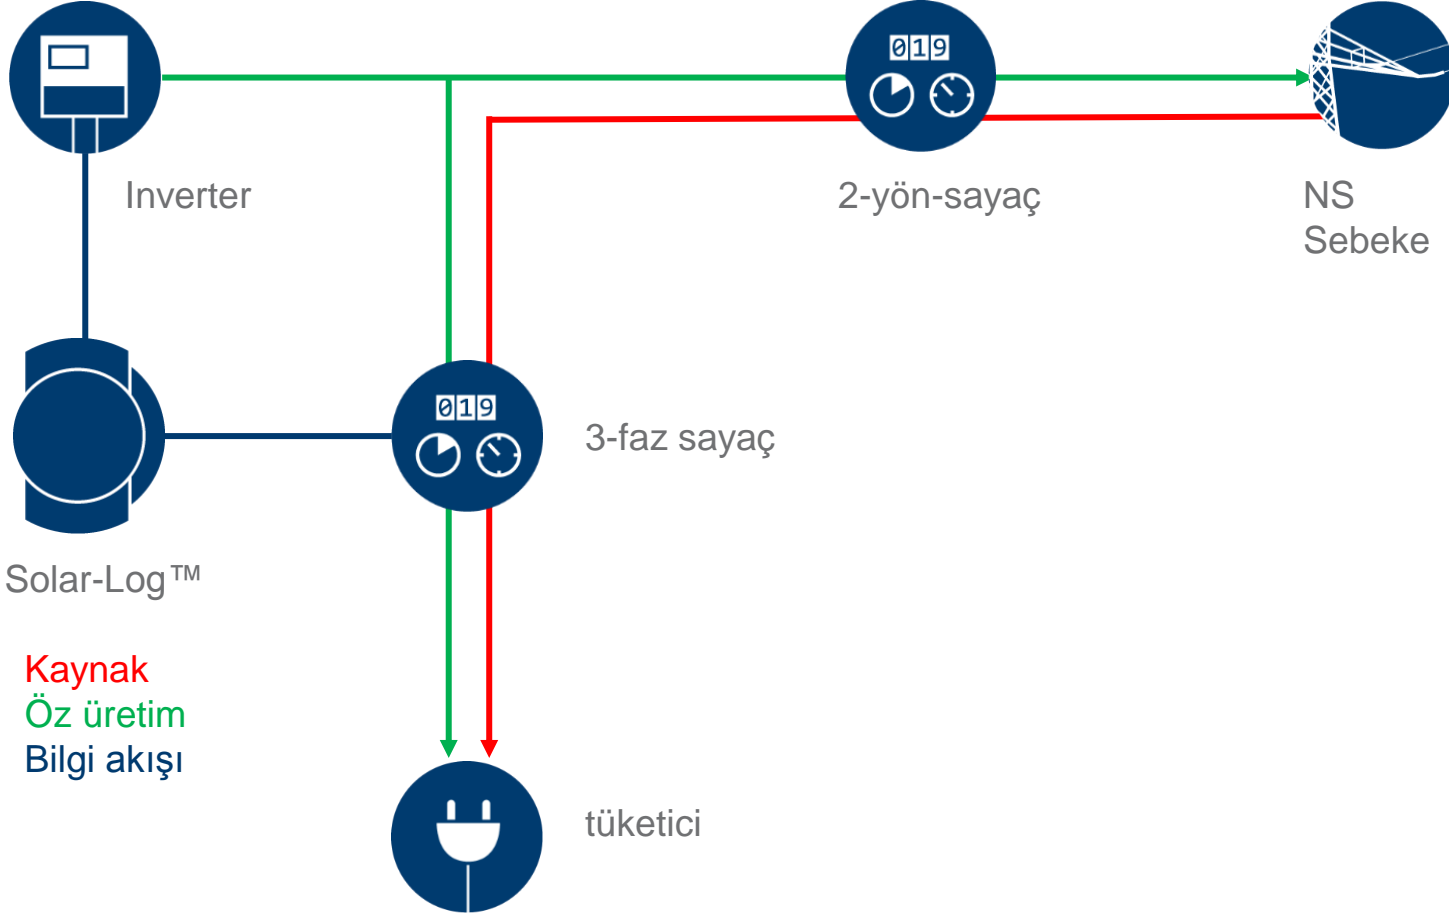 019
Inverter
2-yön-sayaç
NS
Sebeke
019
3-faz sayaç
Solar-Log™
Kaynak
Öz üretim
Bilgi akışı
tüketici